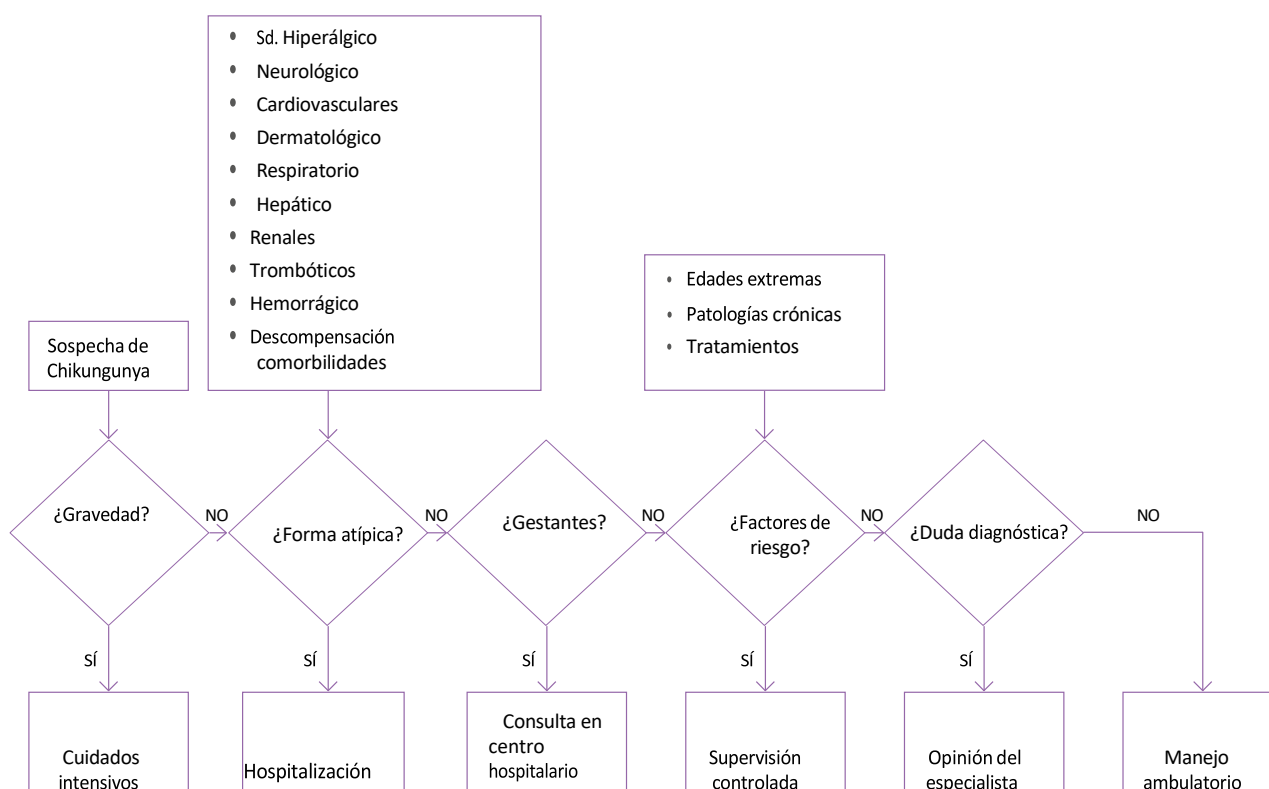 Sd. Hiperálgico
Neurológico
Cardiovasculares
Dermatológico
Respiratorio
Hepático
Renales
Trombóticos
Hemorrágico
Descompensación
comorbilidades
Edades extremas
Patologías crónicas
Tratamientos
Sospecha de
Chikungunya
¿Gravedad?
NO
¿Forma atípica?
NO
¿Gestantes?
NO
¿Factores de
riesgo?
NO
¿Duda diagnóstica?
NO
SÍ
SÍ
SÍ
SÍ
SÍ
Cuidados
intensivos
Hospitalización
Consulta en
centro
hospitalario
Supervisión
controlada
Opinión del
especialista
Manejo
ambulatorio